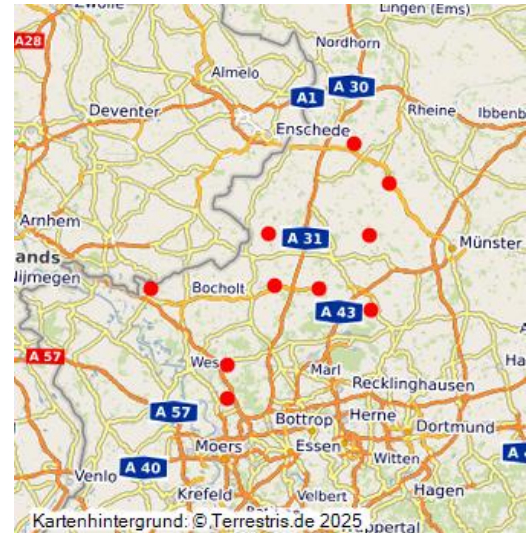 Zwolle
Lingen (Ems)
A28
Nordhorn
Almelo
A1
A 30
Deventer
Rheine
Ibbenb
Enschede
Arnhem
A 31
Münster
lands
Nijmegen
Bocholt
A 43
A 57
Wes
Marl
Ha
Recklinghausen
A 57
Bottrop
Herne
Dortmund
Moers
Essen
Witten
A 40
Venlo
Krefeld
Velbert
Hagen
Kartenhintergrund: © Terrestris.de 2025